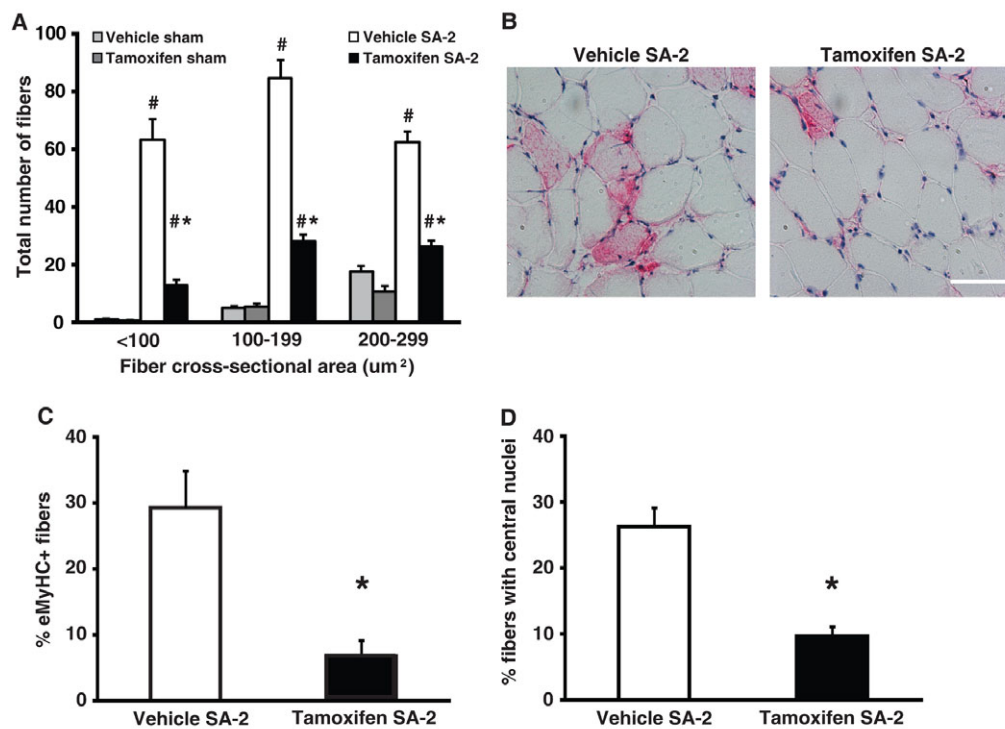 A
Vehicle sham
Tamoxifen sham
Vehicle SA-2
Tamoxifen SA-2
Total number of fibers
100
80
60
40
20
0
#
#
#
#*
#*
#*
<100
100-199
200-299
Fiber cross-sectional area (um²)
B
Vehicle SA-2
Tamoxifen SA-2
C
% eMyHC+ fibers
40
30
20
10
0
*
Vehicle SA-2
Tamoxifen SA-2
D
% fibers with central nuclei
40
30
20
10
0
*
Vehicle SA-2
Tamoxifen SA-2